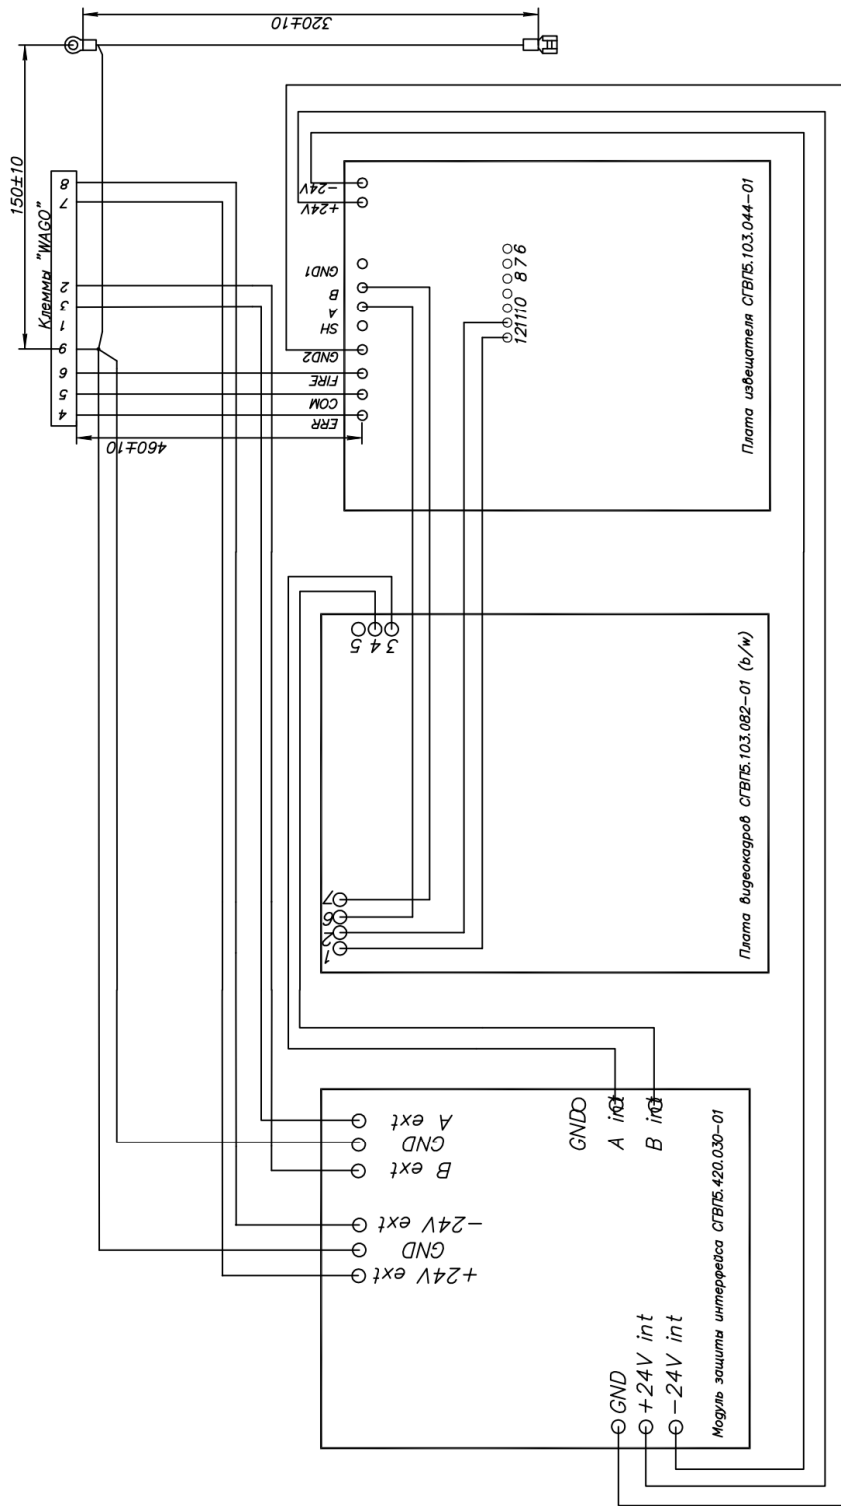 320±10
150±10
Клеммы "WAGO"
8
7
2
3
1
9
6
5
4
460±10
-24V
+24V
GND1
B
A
SH
GND2
FIRE
COM
ERR
6
7
8
10
11
12
Плата извещателя СГВП5.103.044-01
5
4
3
7
6
2
1
Плата видеокадров СГВП5.103.082-01 (b/w)
A ext
GND
B ext
-24V ext
GND
+24V ext
GND
A int
B int
GND
+24V int
-24V int
Модуль защиты интерфейса СГВП5.420.030-01